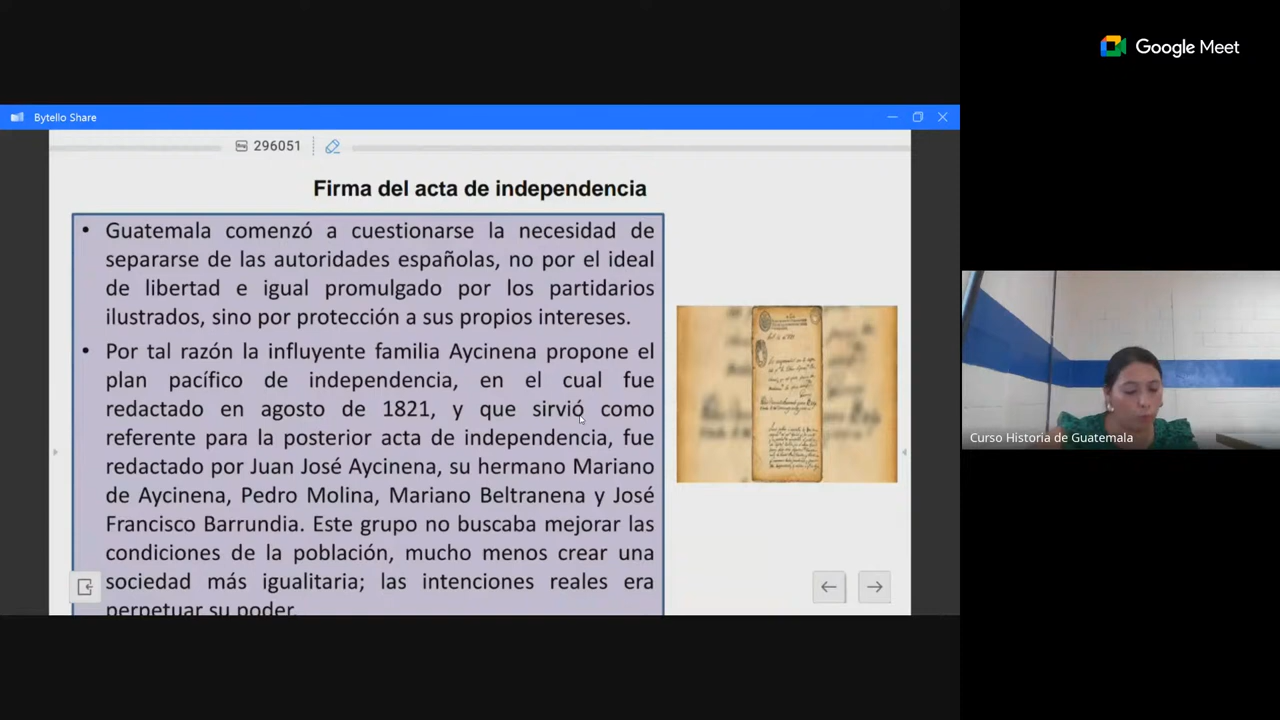 Google Meet
Bytello Share
296051
Firma del acta de independencia
• Guatemala comenzó a cuestionarse la necesidad de
separarse de las autoridades españolas, no por el ideal
de libertad e igual promulgado por los partidarios
ilustrados, sino por protección a sus propios intereses.
• Por tal razón la influyente familia Aycinena propone el
plan pacífico de independencia, en el cual fue
redactado en agosto de 1821, y que sirvió como
referente para la posterior acta de independencia, fue
redactado por Juan José Aycinena, su hermano Mariano
de Aycinena, Pedro Molina, Mariano Beltranena y José
Francisco Barrundia. Este grupo no buscaba mejorar las
condiciones de la población, mucho menos crear una
sociedad más igualitaria; las intenciones reales era
perpetuar su poder.
Curso Historia de Guatemala